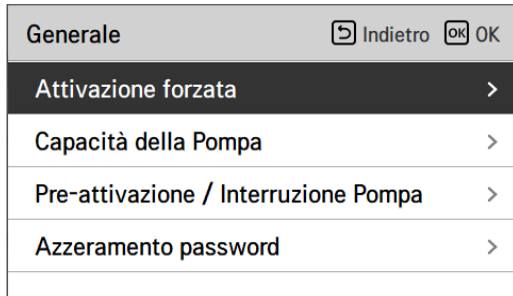 Generale Indietro OK OK
Attivazione forzata >
Capacità della Pompa >
Pre-attivazione / Interruzione Pompa >
Azzeramento password >